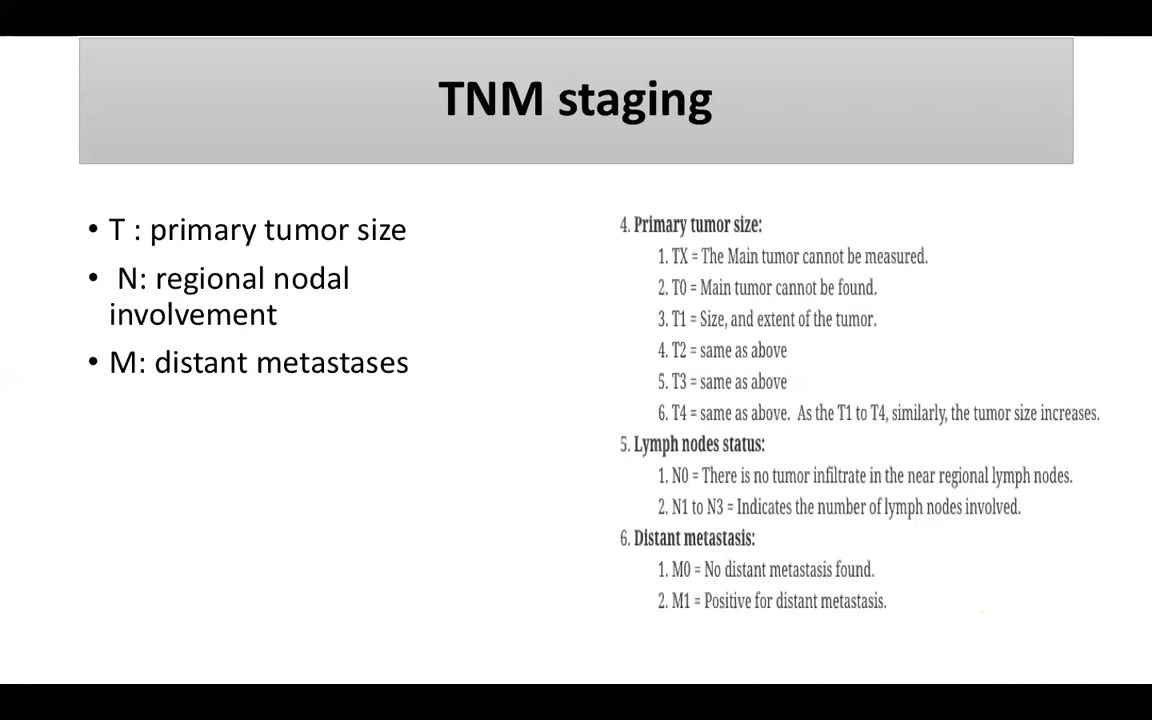 TNM staging
• T : primary tumor size
• N: regional nodal
involvement
• M: distant metastases
4. Primary tumor size:
1. TX = The Main tumor cannot be measured.
2. T0 = Main tumor cannot be found.
3. T1 = Size, and extent of the tumor.
4. T2 = same as above
5. T3 = same as above
6. T4 = same as above. As the T1 to T4, similarly, the tumor size increases.
5. Lymph nodes status:
1. N0 = There is no tumor infiltrate in the near regional lymph nodes.
2. N1 to N3 = Indicates the number of lymph nodes involved.
6. Distant metastasis:
1. M0 = No distant metastasis found.
2. M1 = Positive for distant metastasis.